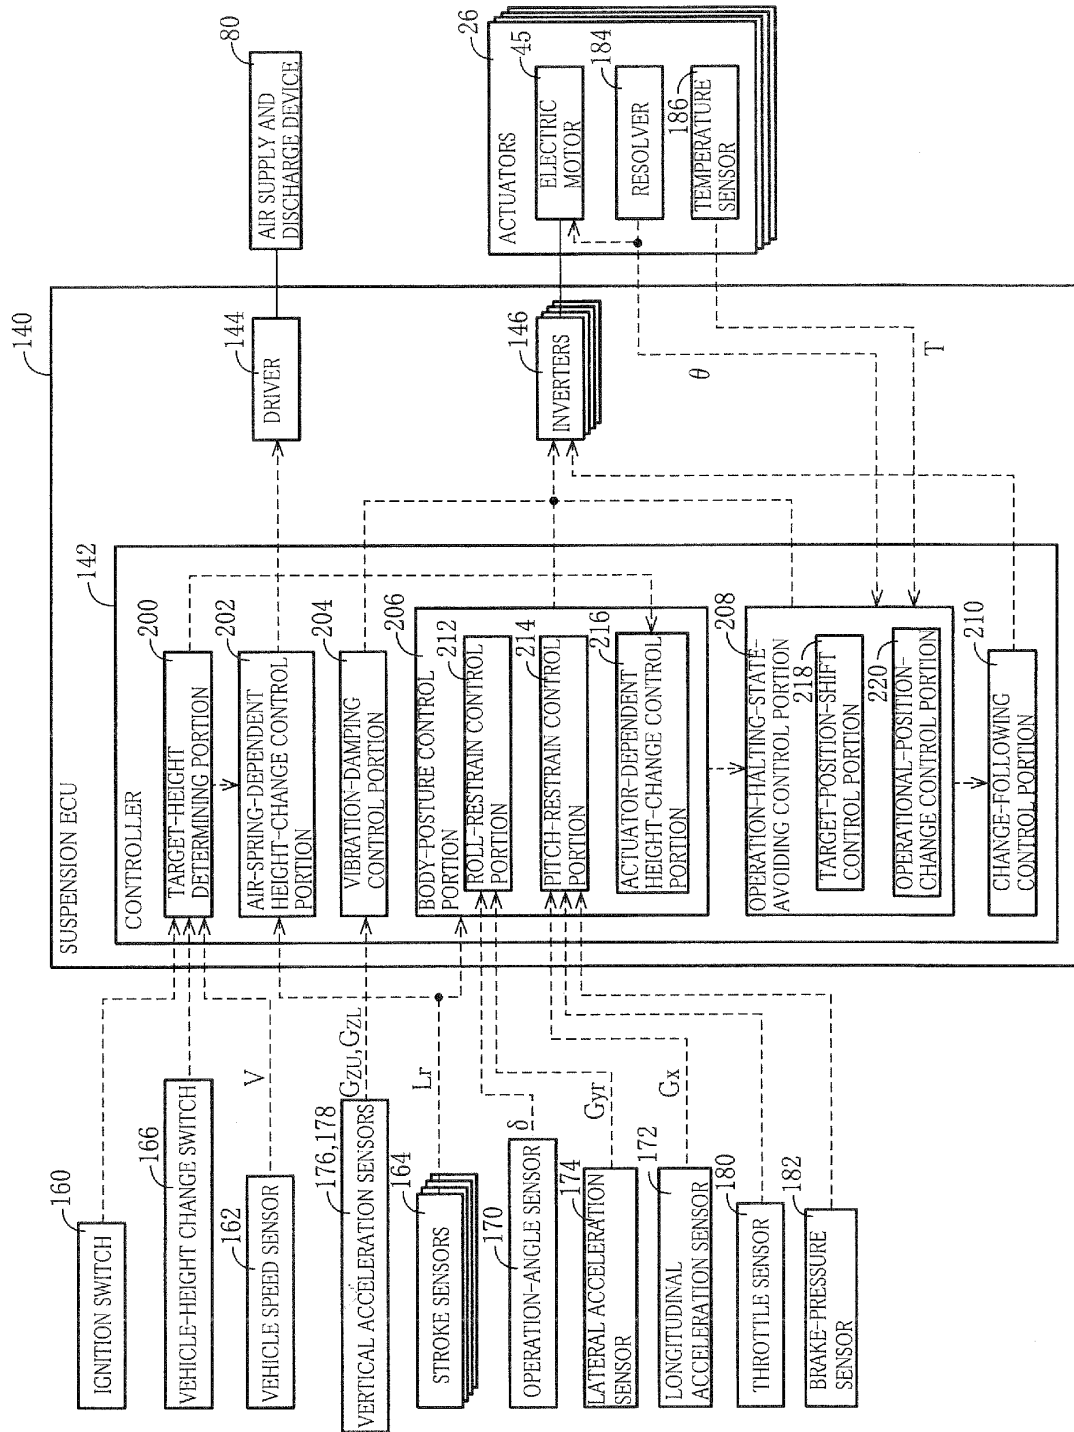 IGNITION SWITCH
160
VEHICLE-HEIGHT CHANGE SWITCH
166
VEHICLE SPEED SENSOR
162
V
VERTICAL ACCELERATION SENSORS
176,178
GZU,GZL
STROKE SENSORS
164
Lr
OPERATION-ANGLE SENSOR
170
δ
LATERAL ACCELERATION
SENSOR
174
Gyr
LONGITUDINAL
ACCELERATION SENSOR
172
Gx
THROTTLE SENSOR
180
BRAKE-PRESSURE
SENSOR
182
SUSPENSION ECU
140
CONTROLLER
142
TARGET-HEIGHT
DETERMINING PORTION
200
AIR-SPRING-DEPENDENT
HEIGHT-CHANGE CONTROL
PORTION
202
VIBRATION-DAMPING
CONTROL PORTION
204
BODY-POSTURE CONTROL
PORTION
206
ROLL-RESTRAIN CONTROL
PORTION
212
PITCH-RESTRAIN CONTROL
PORTION
214
ACTUATOR-DEPENDENT
HEIGHT-CHANGE CONTROL
PORTION
216
OPERATION-HALTING-STATE-
AVOIDING CONTROL PORTION
208
TARGET-POSITION-SHIFT
CONTROL PORTION
218
OPERATIONAL-POSITION-
CHANGE CONTROL PORTION
220
CHANGE-FOLLOWING
CONTROL PORTION
210
DRIVER
144
INVERTERS
146
θ
T
AIR SUPPLY AND
DISCHARGE DEVICE
80
ACTUATORS
26
ELECTRIC
MOTOR
45
RESOLVER
184
TEMPERATURE
SENSOR
186